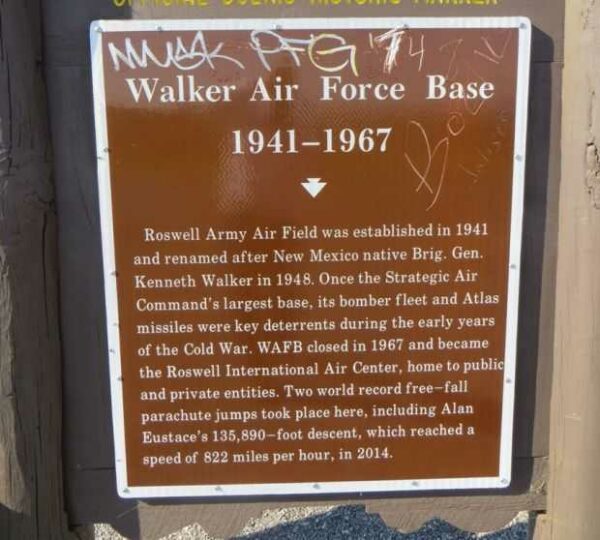 OFFICIAL SCENIC HISTORIC MARKER
Walker Air Force Base
1941–1967
Roswell Army Air Field was established in 1941
and renamed after New Mexico native Brig. Gen.
Kenneth Walker in 1948. Once the Strategic Air
Command's largest base, its bomber fleet and Atlas
missiles were key deterrents during the early years
of the Cold War. WAFB closed in 1967 and became
the Roswell International Air Center, home to public
and private entities. Two world record free–fall
parachute jumps took place here, including Alan
Eustace's 135,890–foot descent, which reached a
speed of 822 miles per hour, in 2014.